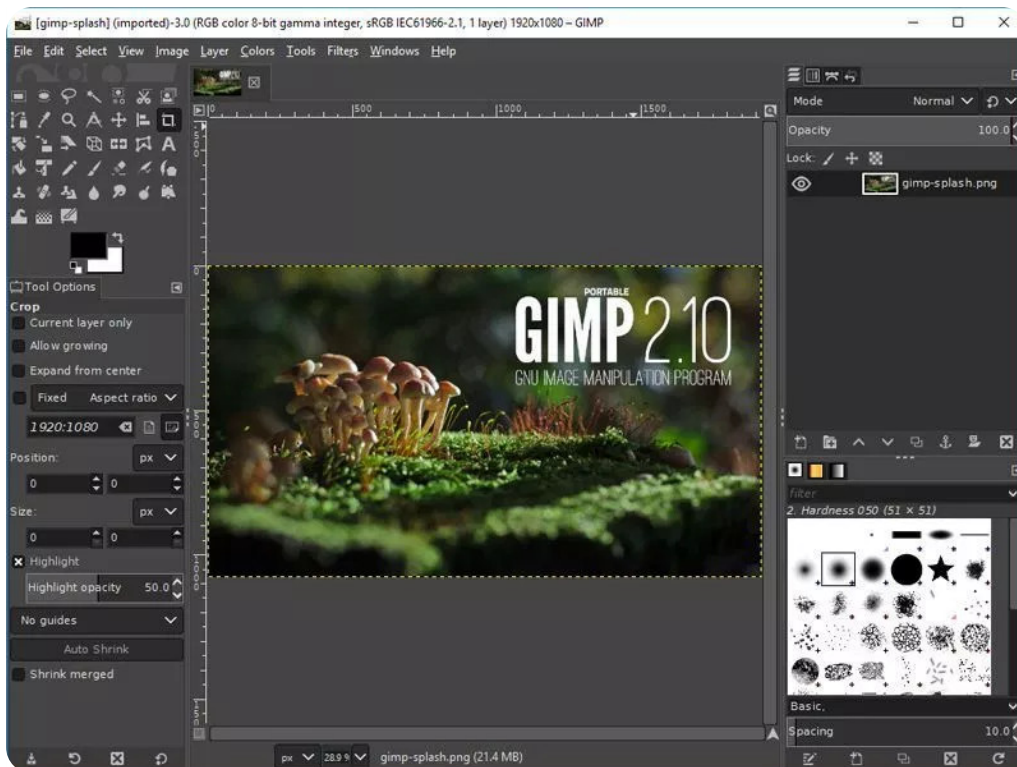 [gimp-splash] (imported)-3.0 (RGB color 8-bit gamma integer, sRGB IEC61966-2.1, 1 layer) 1920x1080 – GIMP
File Edit Select View Image Layer Colors Tools Filters Windows Help
Tool Options
Crop
Current layer only
Allow growing
Expand from center
Fixed Aspect ratio
1920:1080
Position: px
0 0
Size: px
0 0
Highlight
Highlight opacity 50.0
No guides
Auto Shrink
Shrink merged
0 500 1000 1500
PORTABLE
GIMP 2.10
GNU IMAGE MANIPULATION PROGRAM
px 28.9 gimp-splash.png (21.4 MB)
Mode Normal
Opacity 100.0
Lock:
gimp-splash.png
filter
2. Hardness 050 (51 × 51)
Basic,
Spacing 10.0